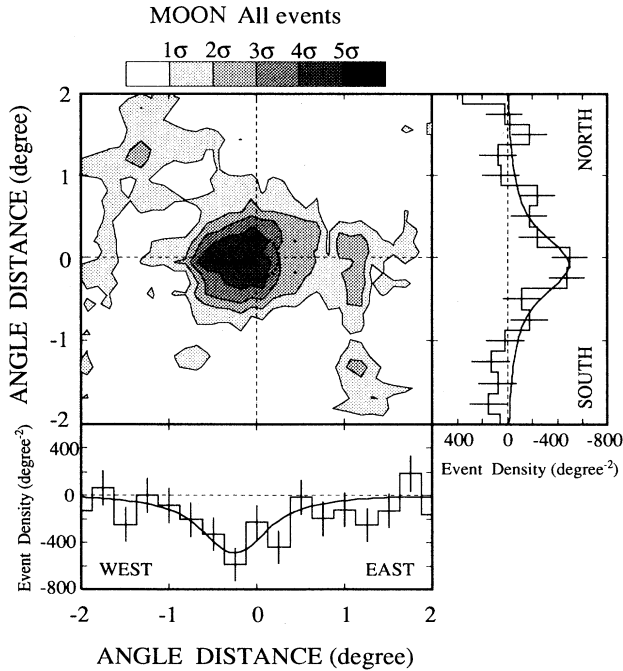 MOON All events
1σ 2σ 3σ 4σ 5σ
ANGLE DISTANCE (degree)
2
1
0
-1
-2
NORTH
SOUTH
400 0 -400 -800
Event Density (degree-2)
Event Density (degree-2)
400
0
-400
-800
WEST EAST
-2 -1 0 1 2
ANGLE DISTANCE (degree)